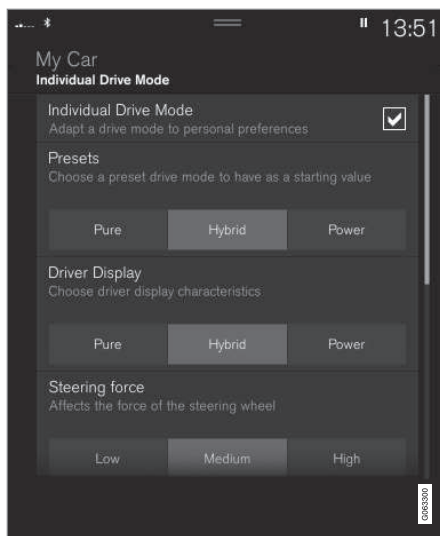 13:51
My Car
Individual Drive Mode
Individual Drive Mode
Adapt a drive mode to personal preferences
Presets
Choose a preset drive mode to have as a starting value
Pure Hybrid Power
Driver Display
Choose driver display characteristics
Pure Hybrid Power
Steering force
Affects the force of the steering wheel
Low Medium High
G063300